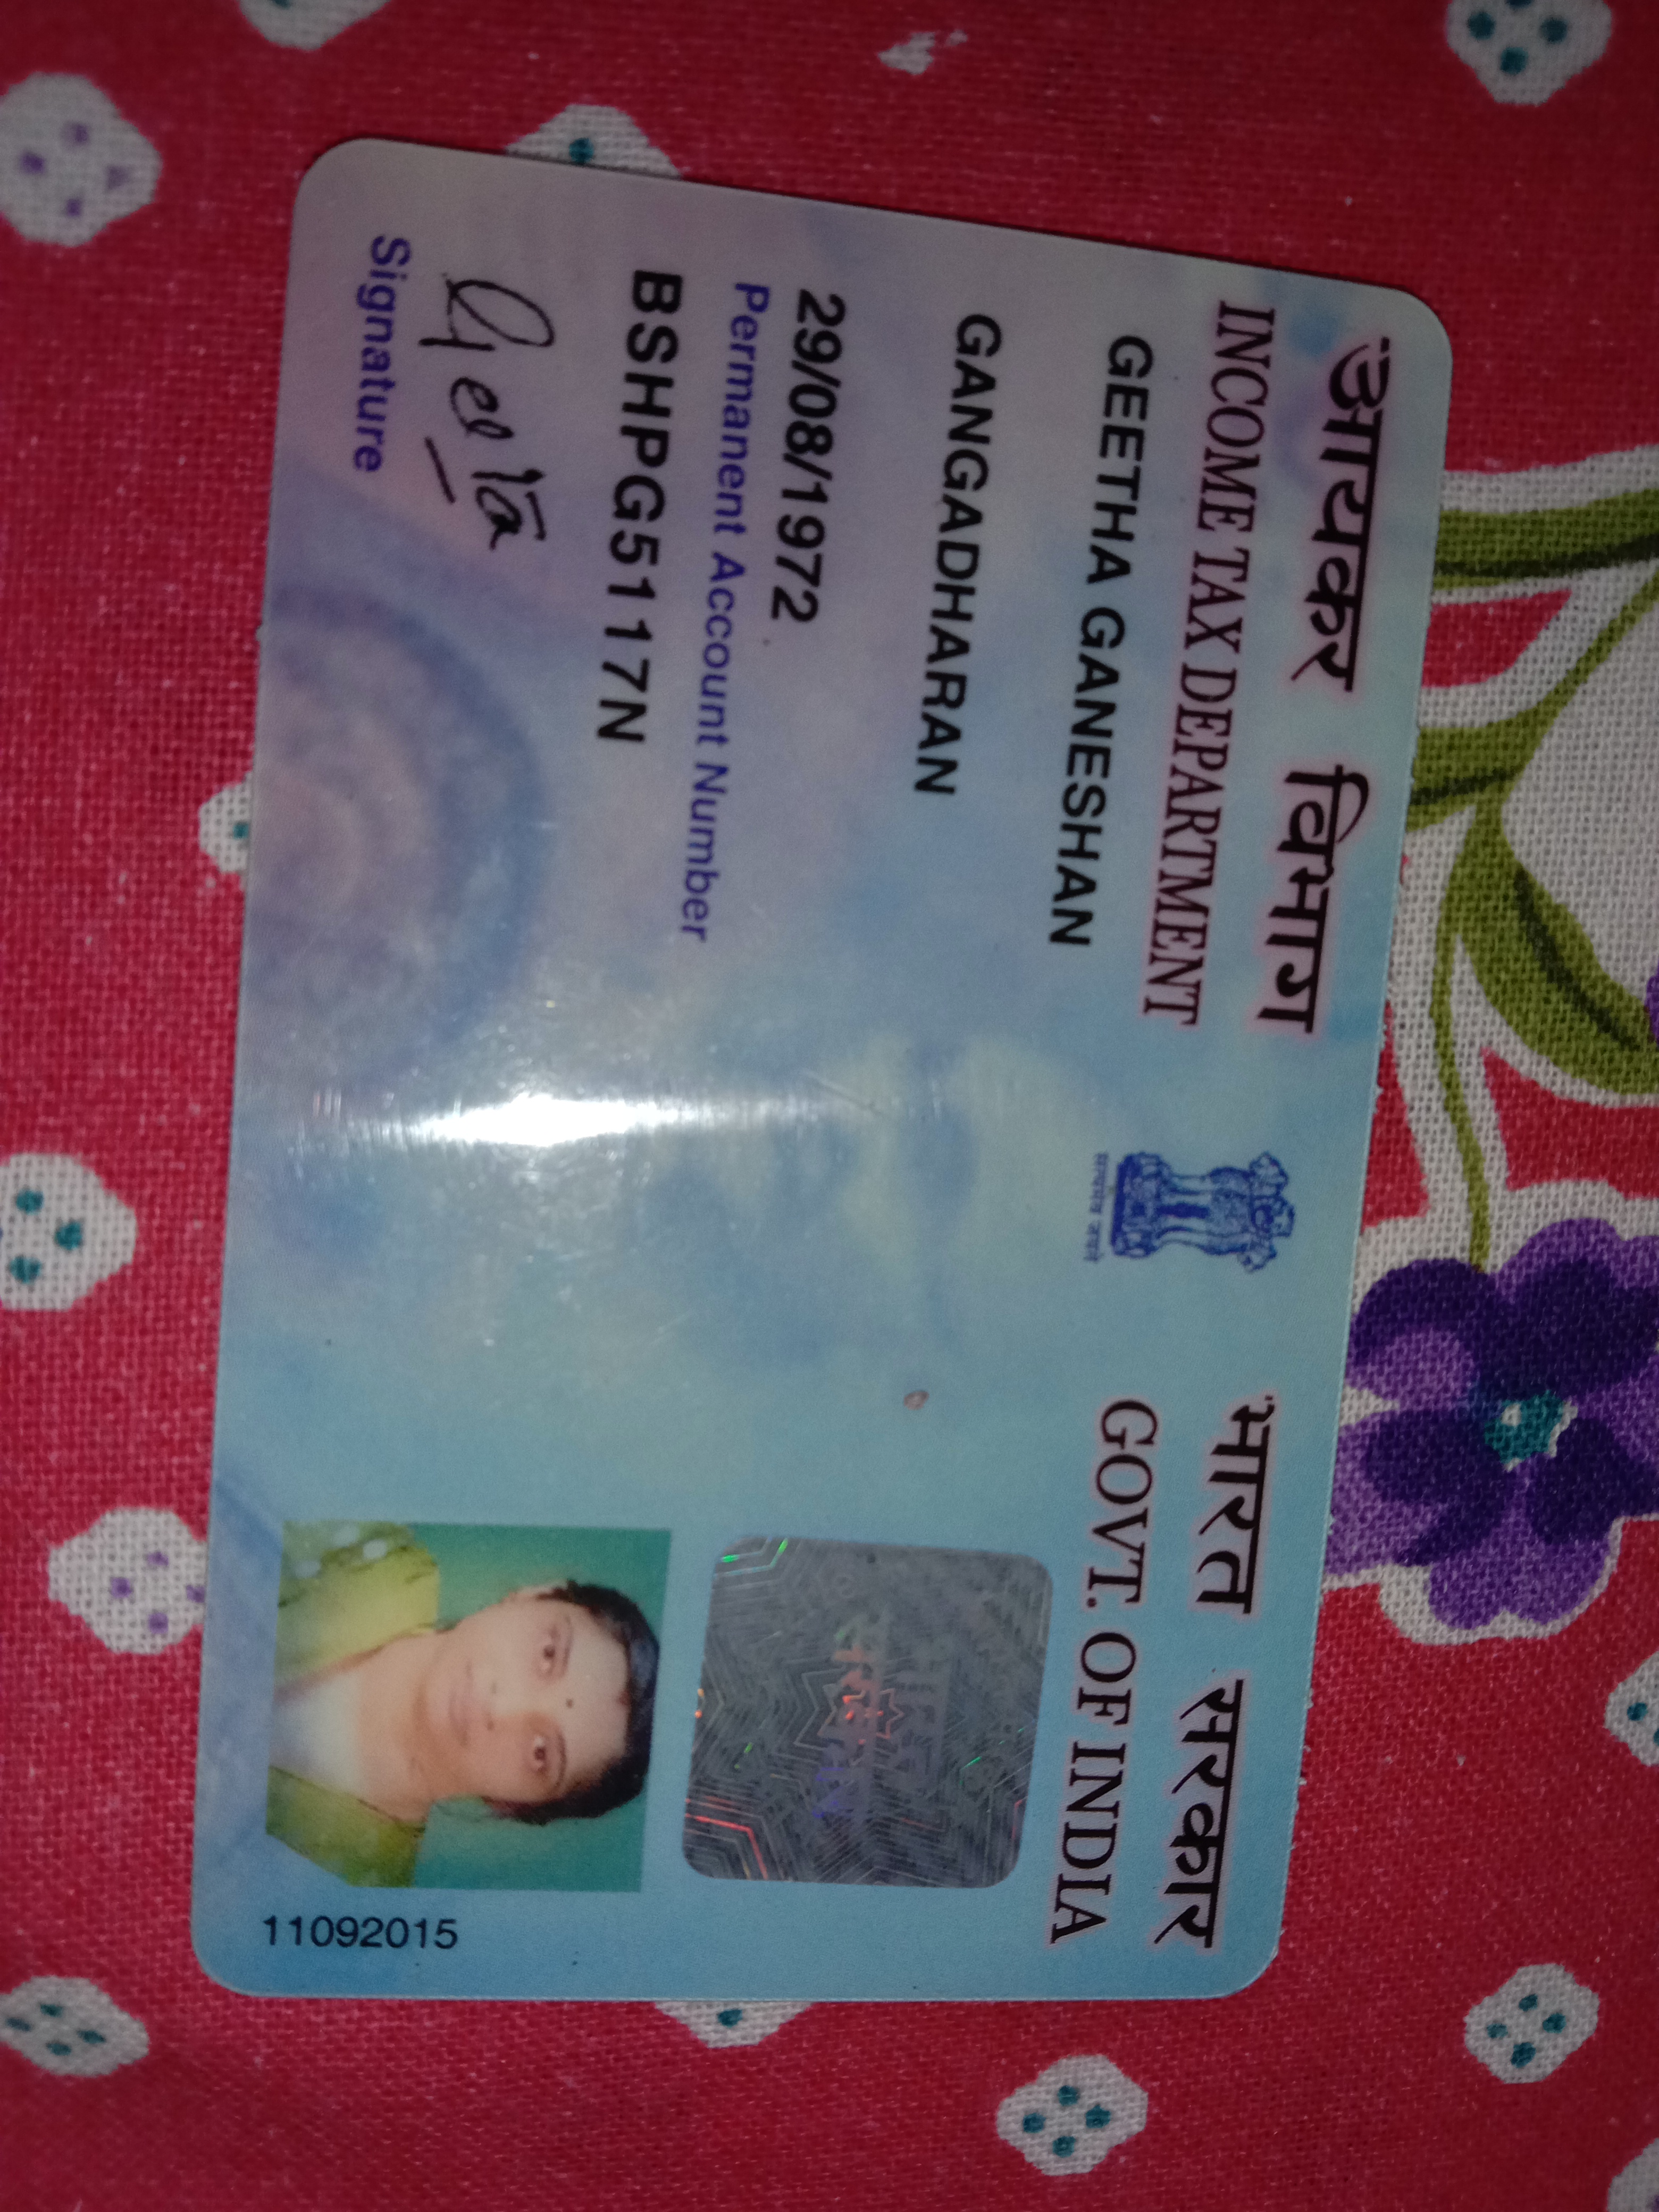 आयकर विभाग
INCOME TAX DEPARTMENT
भारत सरकार
GOVT. OF INDIA
सत्यमेव जयते
GEETHA GANESHAN
GANGADHARAN
29/08/1972
Permanent Account Number
BSHPG5117N
Geetha
Signature
11092015